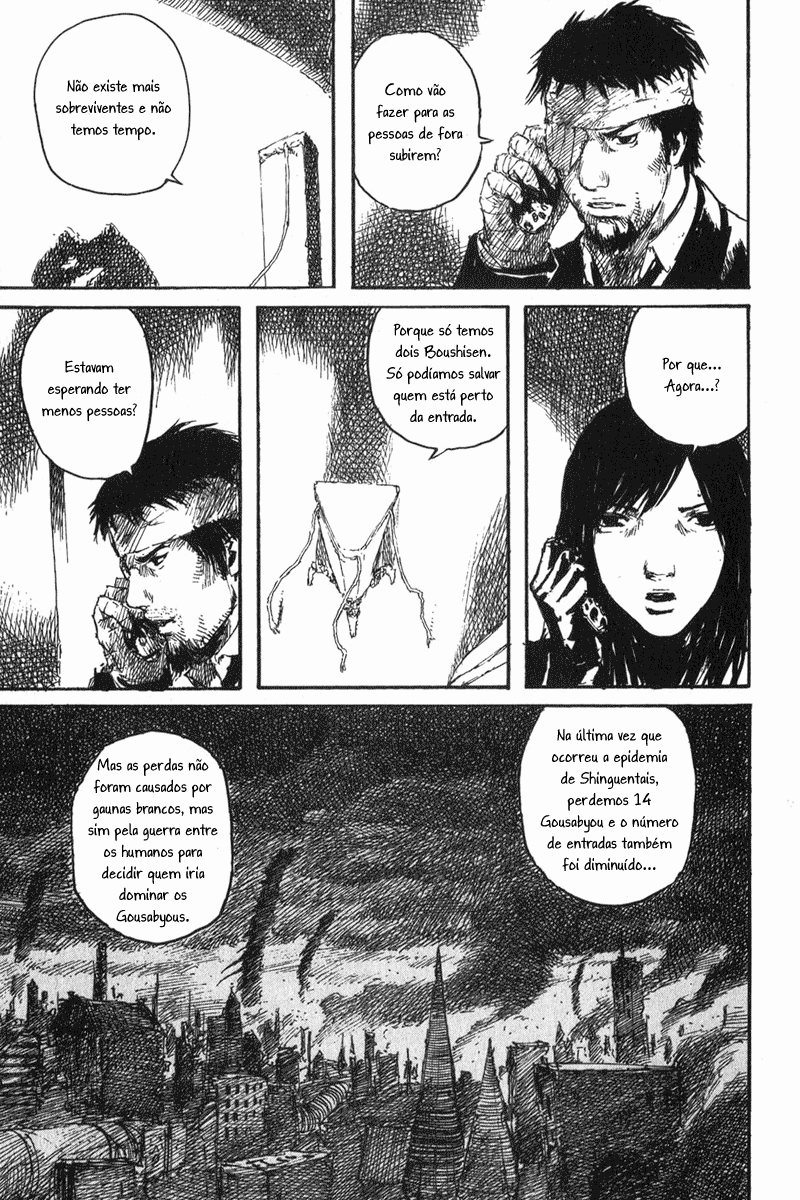 Como vão
fazer para as
pessoas de fora
subirem?
Não existe mais
sobreviventes e não
temos tempo.
Por que...
Agora...?
Porque só temos
dois Boushisen.
Só podíamos salvar
quem está perto
da entrada.
Estavam
esperando ter
menos pessoas?
Na última vez que
ocorreu a epidemia
de Shinguentais,
perdemos 14
Gousabyou e o número
de entradas também
foi diminuído...
Mas as perdas não
foram causados por
gaunas brancos, mas
sim pela guerra entre
os humanos para
decidir quem iria
dominar os
Gousabyous.